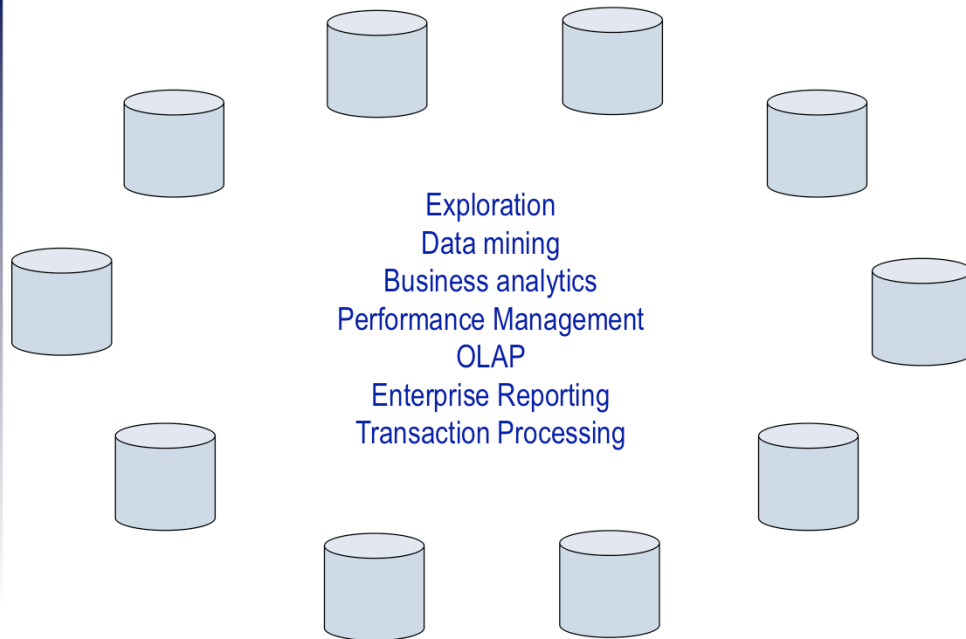 Exploration
Data mining
Business analytics
Performance Management
OLAP
Enterprise Reporting
Transaction Processing